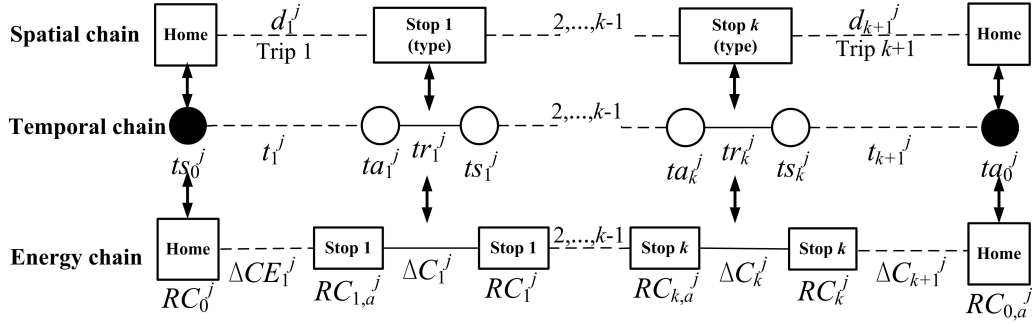 Spatial chain Home d₁ʲ Trip 1 Stop 1 (type) 2,...,k-1 Stop k (type) dₖ₊₁ʲ Trip k+1 Home
Temporal chain ts₀ʲ t₁ʲ ta₁ʲ tr₁ʲ ts₁ʲ 2,...,k-1 taₖʲ trₖʲ tsₖʲ tₖ₊₁ʲ ta₀ʲ
Energy chain Home Stop 1 Stop 1 2,...,k-1 Stop k Stop k Home
RC₀ʲ ΔCE₁ʲ RC₁,ₐʲ ΔC₁ʲ RC₁ʲ RCₖ,ₐʲ ΔCₖʲ RCₖʲ ΔCₖ₊₁ʲ RC₀,ₐʲ